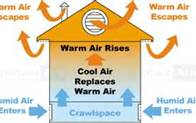 Warm Air
Escapes
Warm Air
Escapes
Warm Air Rises
Cool Air
Replaces
Warm Air
Humid Air
Enters
Humid Air
Enters
Crawlspace